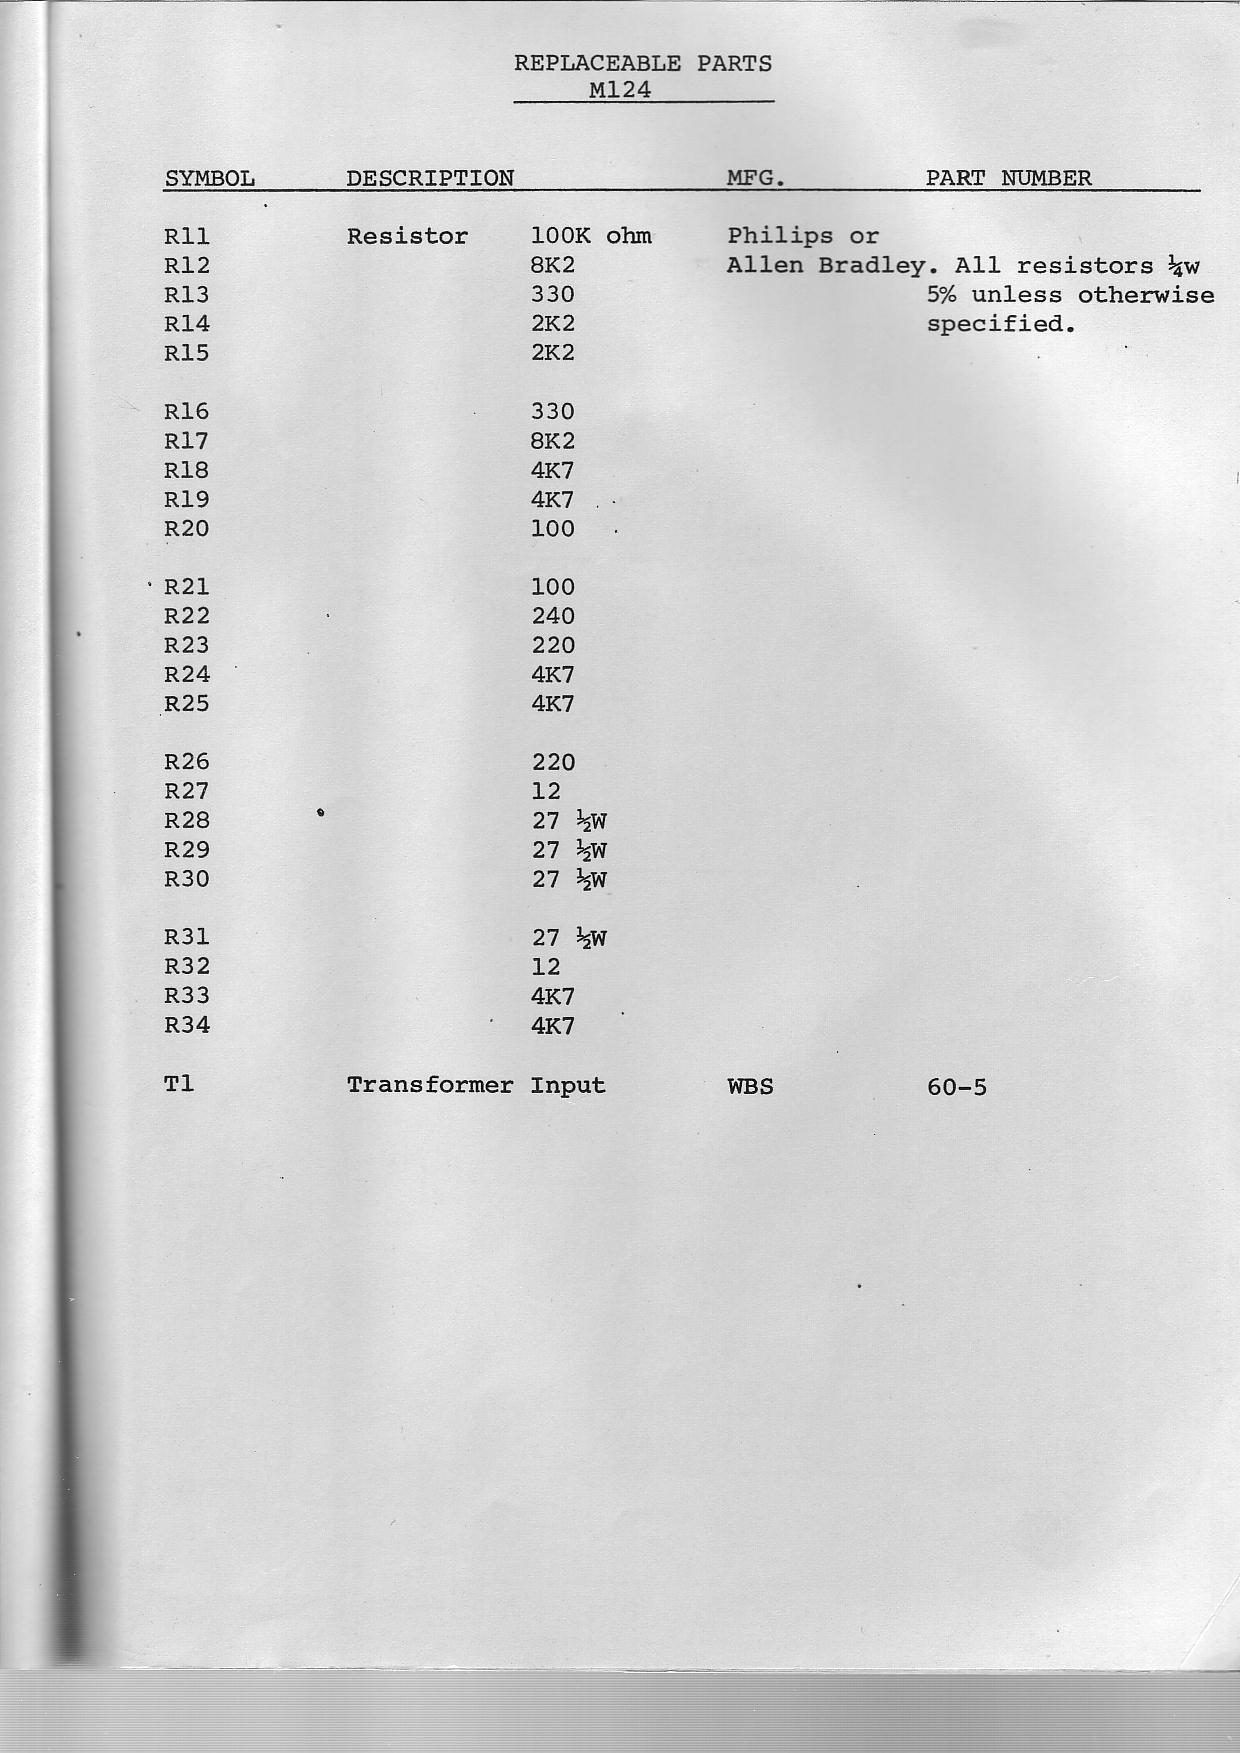 REPLACEABLE PARTS
M124
SYMBOL DESCRIPTION MFG. PART NUMBER
R11 Resistor 100K ohm Philips or
R12 8K2 Allen Bradley. All resistors ¼w
R13 330 5% unless otherwise
R14 2K2 specified.
R15 2K2
R16 330
R17 8K2
R18 4K7
R19 4K7
R20 100
R21 100
R22 240
R23 220
R24 4K7
R25 4K7
R26 220
R27 12
R28 27 ½W
R29 27 ½W
R30 27 ½W
R31 27 ½W
R32 12
R33 4K7
R34 4K7
T1 Transformer Input WBS 60-5